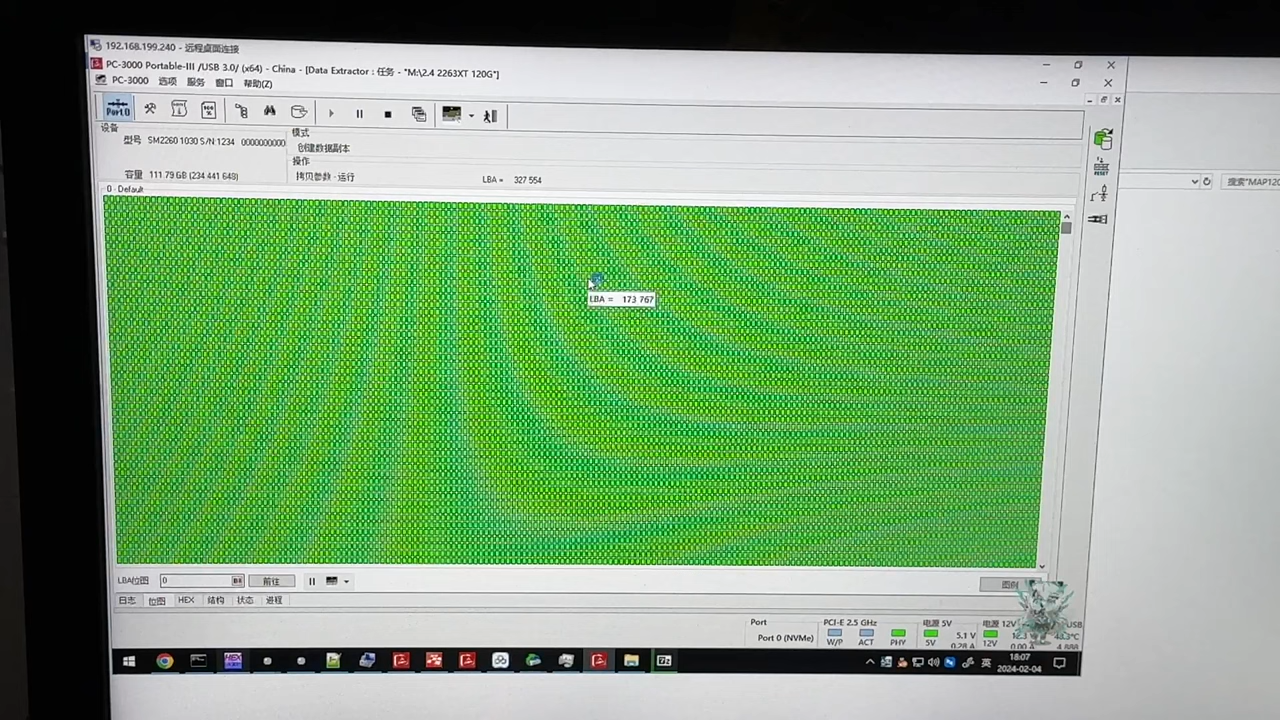 192.168.199.240 - 远程桌面连接
PC-3000 Portable-III /USB 3.0/ (x64) - China - [Data Extractor : 任务 - "M:\2.4 2263XT 120G"]
PC-3000 选项 服务 窗口 帮助(Z)
Port 0
设备
型号 SM2260 1030 S/N 1234 0000000000
容量 111.79 GB (234 441 648)
模式
创建数据副本
操作
拷贝参数 - 运行
LBA = 327 554
RESET
搜索"MAP120
0 - Default
LBA = 173 767
LBA位图 0 前往
图例
日志 位图 HEX 结构 状态 进程
Port PCI-E 2.5 GHz 电源 5V 电源 12V USB
Port 0 (NVMe) W/P ACT PHY 5V 5.1 V 12V
HEX
英 18:07
2024-02-04